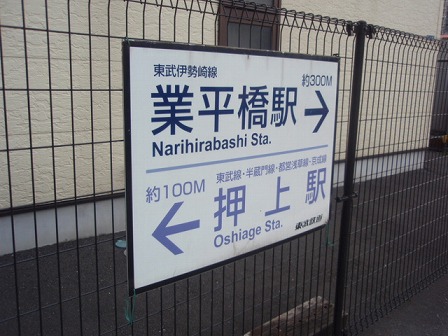 東武伊勢崎線
約300M
業平橋駅
Narihirabashi Sta.
東武線・半蔵門線・都営浅草線・京成線
約100M
押上駅
Oshiage Sta.
東武鉄道